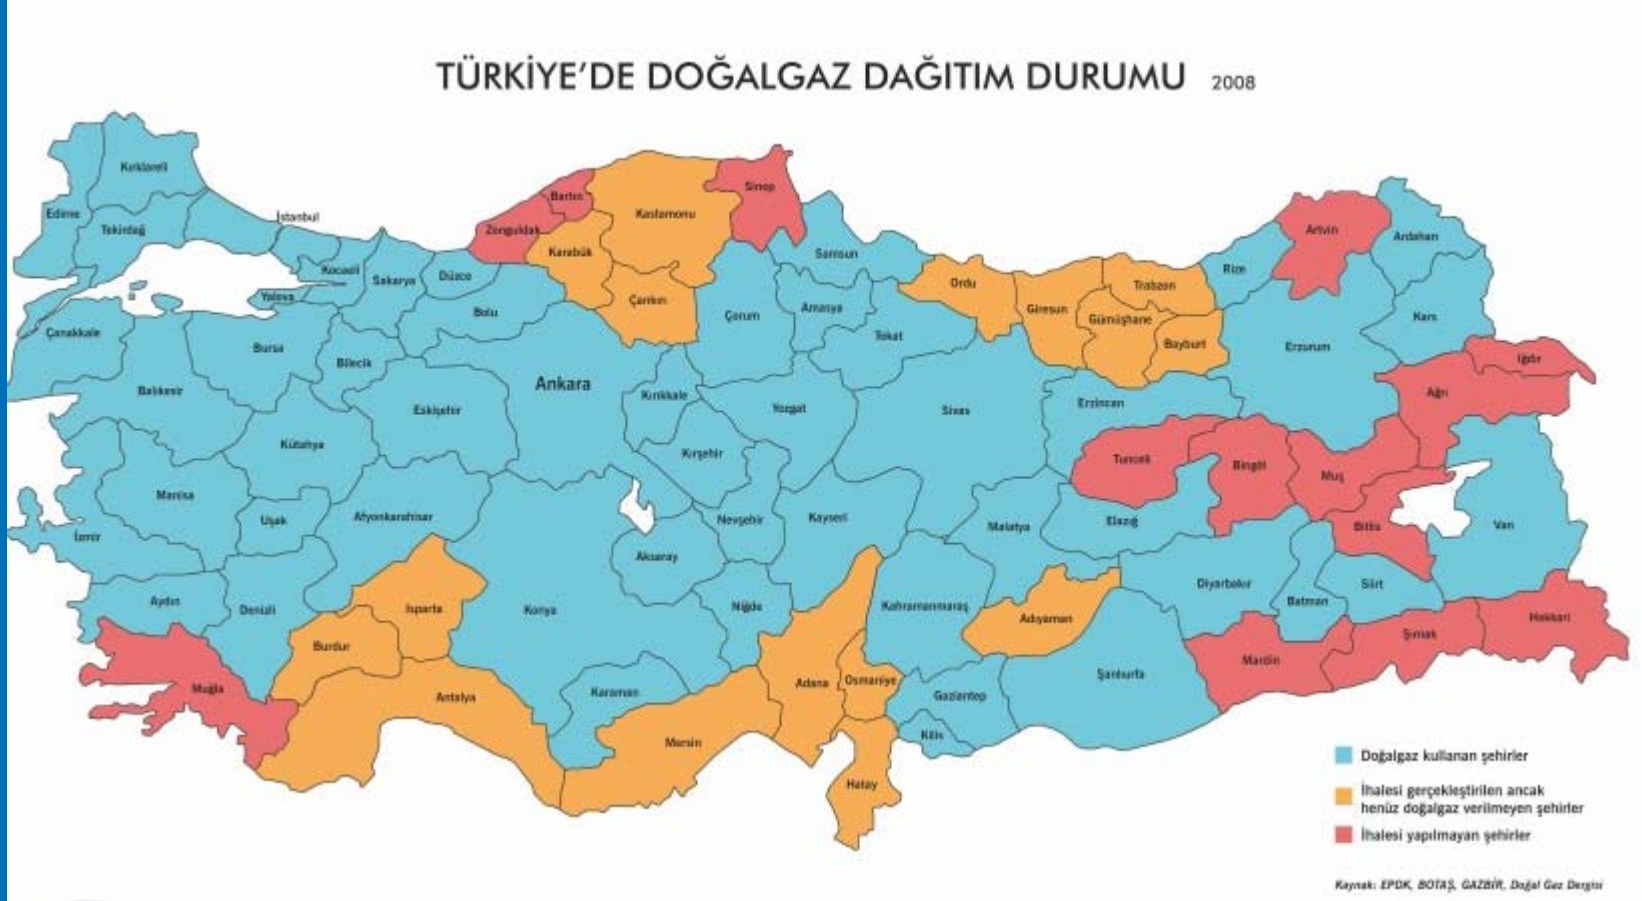 TÜRKİYE'DE DOĞALGAZ DAĞITIM DURUMU 2008
Kırklareli
Edirne
Tekirdağ
İstanbul
Kocaeli
Yalova
Sakarya
Düzce
Bolu
Zonguldak
Bartın
Karabük
Kastamonu
Çankırı
Sinop
Samsun
Çorum
Amasya
Tokat
Ordu
Giresun
Trabzon
Gümüşhane
Bayburt
Rize
Artvin
Ardahan
Kars
Erzurum
Iğdır
Ağrı
Çanakkale
Balıkesir
Bursa
Bilecik
Kütahya
Eskişehir
Ankara
Kırıkkale
Kırşehir
Yozgat
Sivas
Erzincan
Tunceli
Bingöl
Muş
Bitlis
Van
Manisa
İzmir
Uşak
Afyonkarahisar
Aksaray
Nevşehir
Kayseri
Malatya
Elazığ
Aydın
Denizli
Isparta
Burdur
Konya
Niğde
Kahramanmaraş
Adıyaman
Diyarbakır
Batman
Siirt
Şırnak
Hakkari
Mardin
Şanlıurfa
Muğla
Antalya
Karaman
Mersin
Adana
Osmaniye
Gaziantep
Kilis
Hatay
Doğalgaz kullanan şehirler
İhalesi gerçekleştirilen ancak
henüz doğalgaz verilmeyen şehirler
İhalesi yapılmayan şehirler
Kaynak: EPDK, BOTAŞ, GAZBİR, Doğal Gaz Dergisi